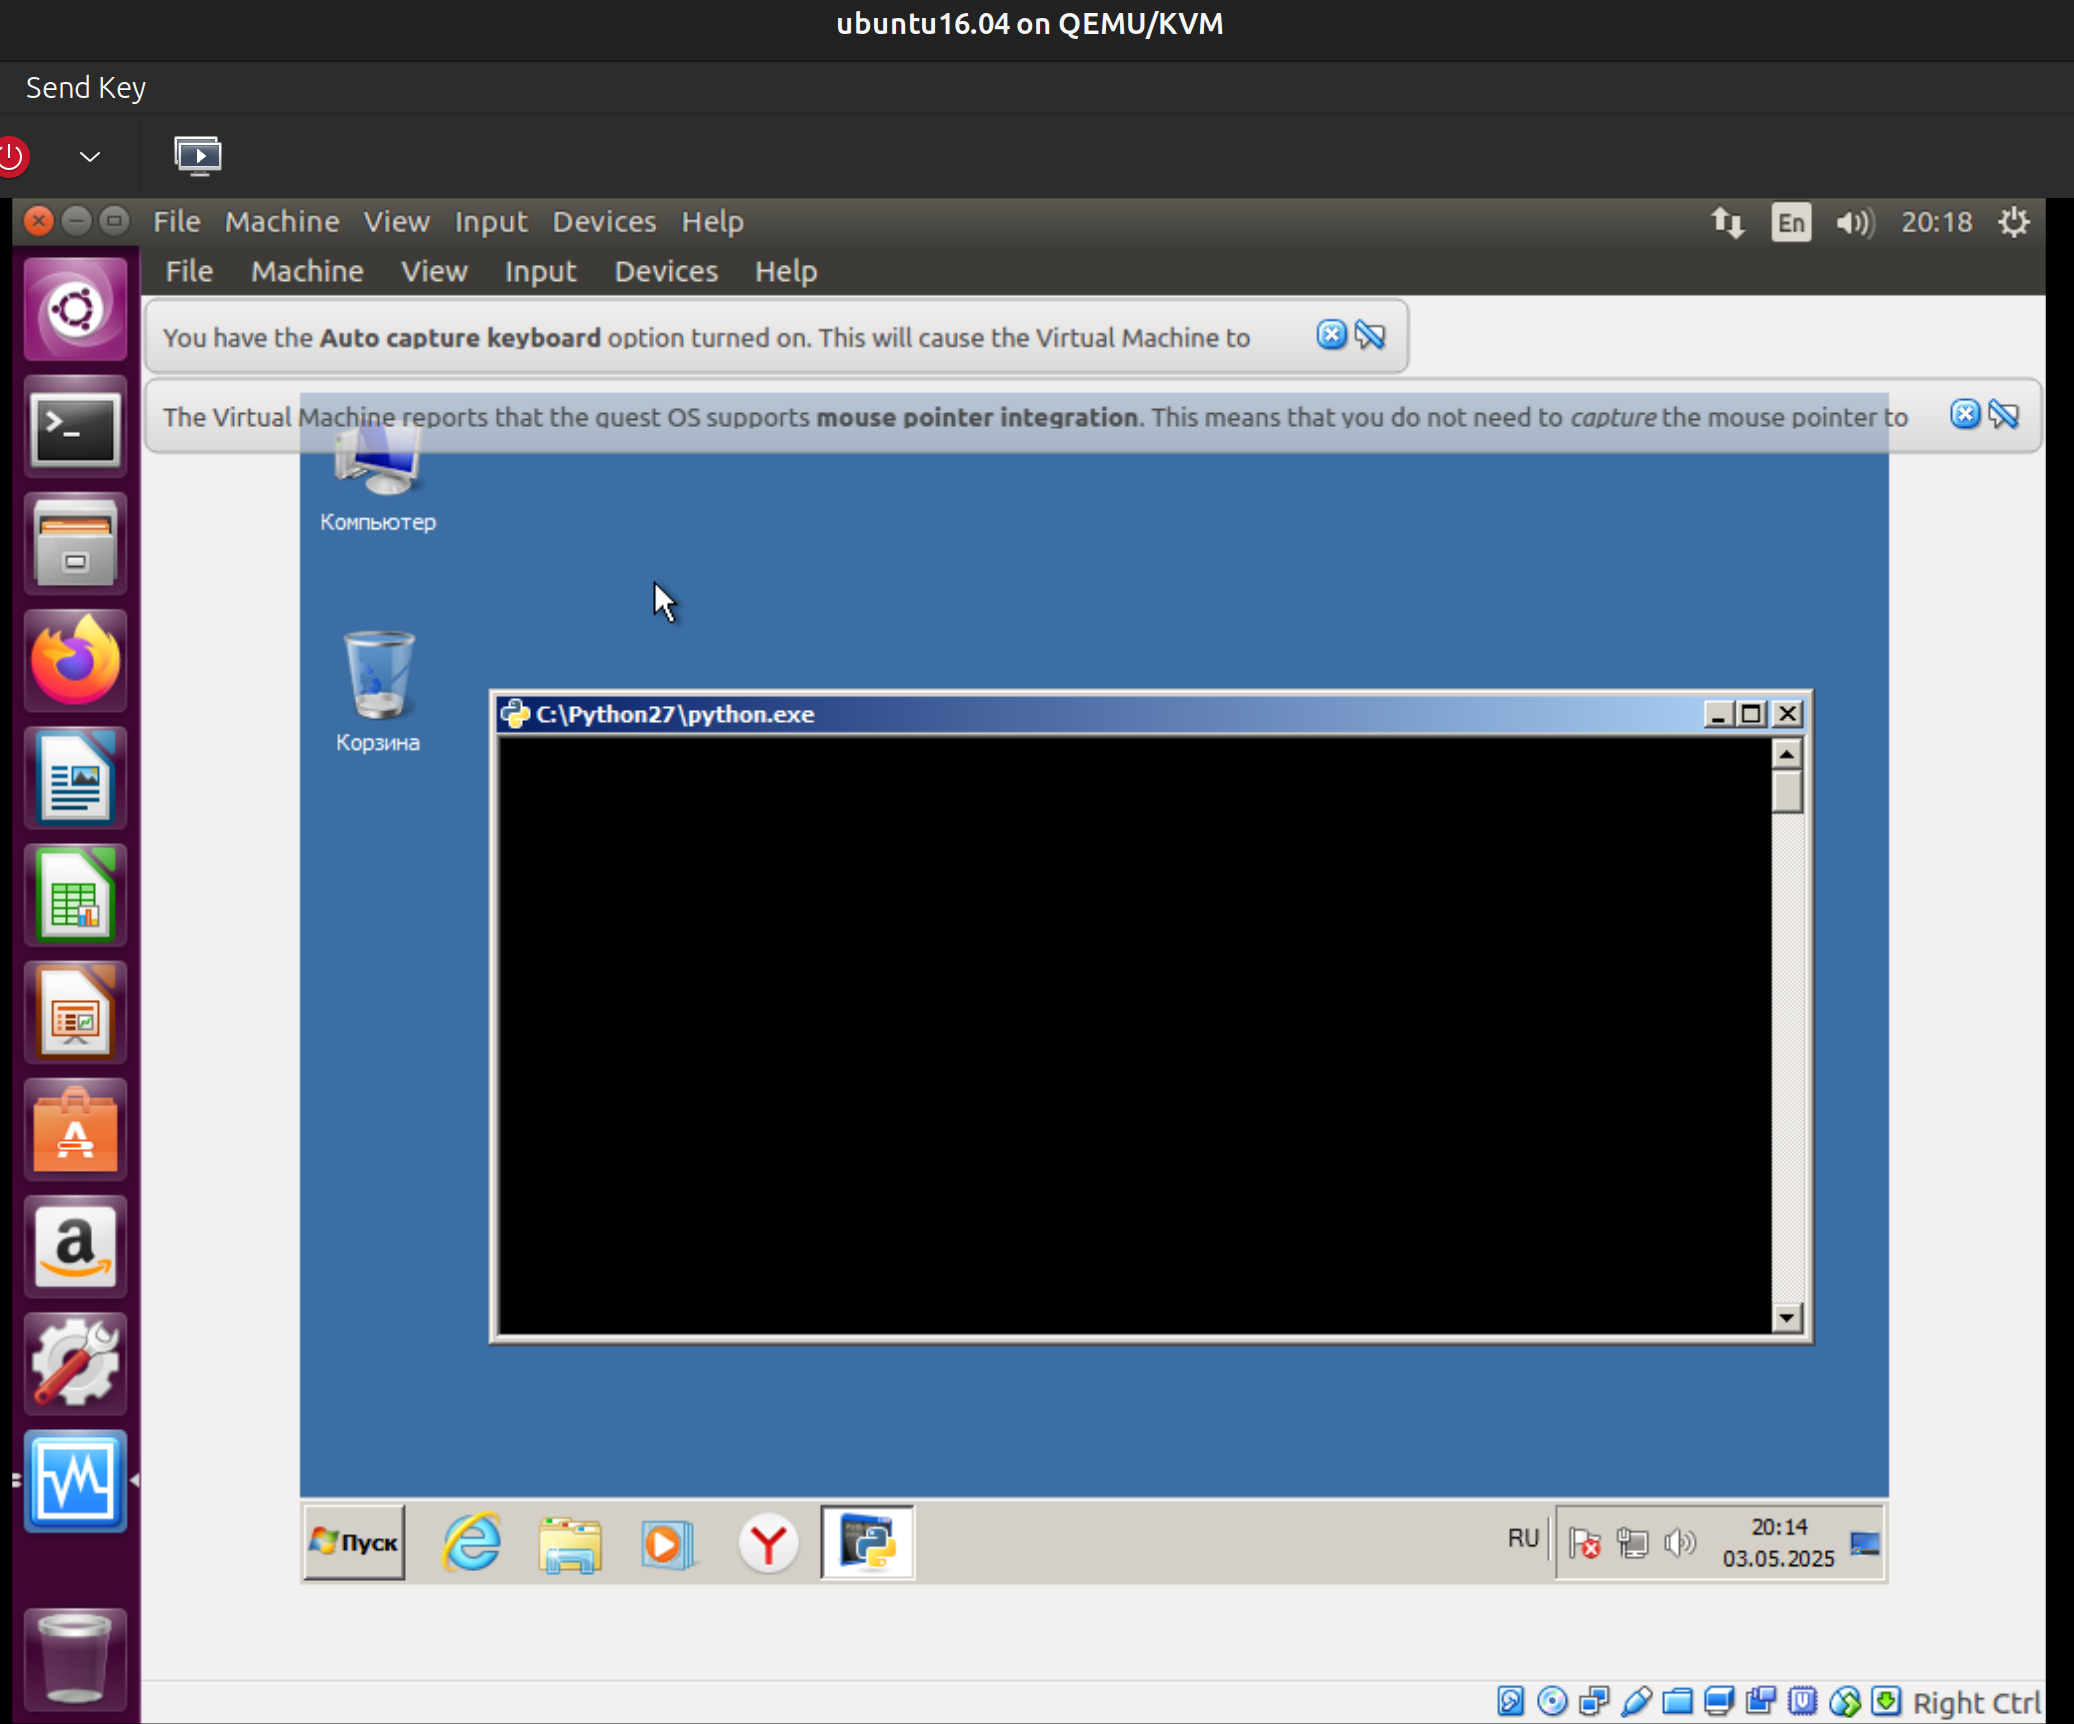 ubuntu16.04 on QEMU/KVM
Send Key
File Machine View Input Devices Help
En
20:18
File Machine View Input Devices Help
You have the Auto capture keyboard option turned on. This will cause the Virtual Machine to
The Virtual Machine reports that the guest OS supports mouse pointer integration. This means that you do not need to capture the mouse pointer to
Компьютер
Корзина
C:\Python27\python.exe
Пуск
RU
20:14
03.05.2025
Right Ctrl